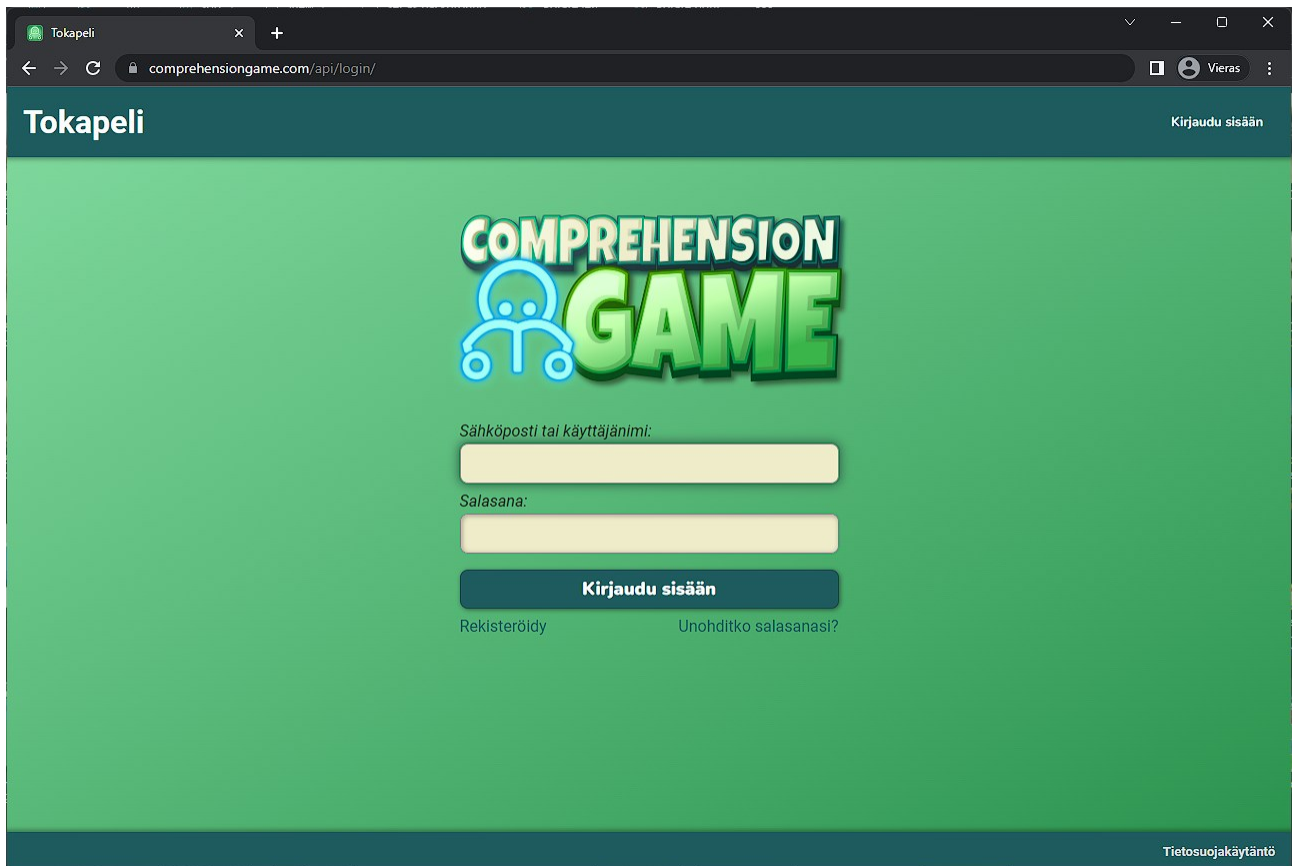 Tokapeli
comprehensiongame.com/api/login/
Vieras
Tokapeli
Kirjaudu sisään
COMPREHENSION
GAME
Sähköposti tai käyttäjänimi:
Salasana:
Kirjaudu sisään
Rekisteröidy
Unohditko salasanasi?
Tietosuojakäytäntö